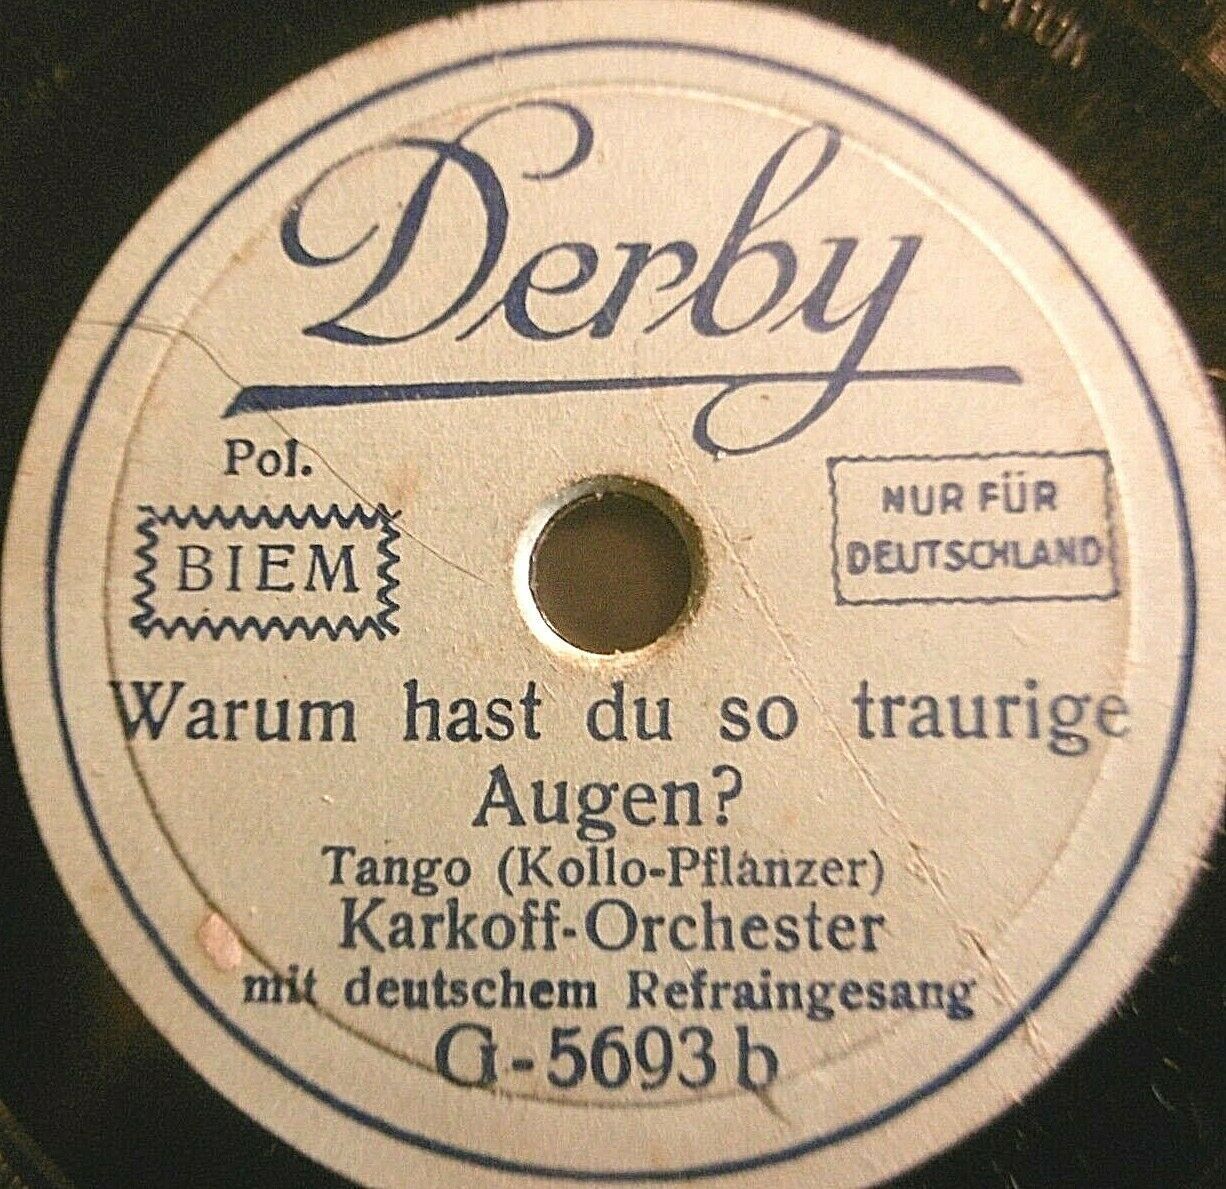 Derby
Pol.
BIEM
NUR FÜR
DEUTSCHLAND
Warum hast du so traurige
Augen?
Tango (Kollo-Pflanzer)
Karkoff-Orchester
mit deutschem Refraingesang
G-5693 b